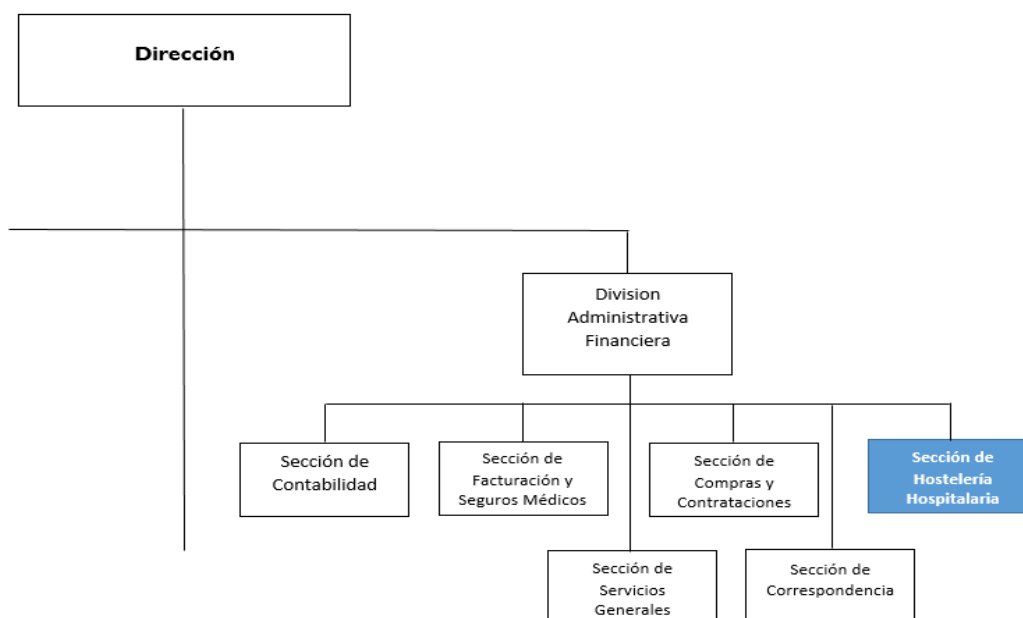 Dirección
Division
Administrativa
Financiera
Sección de
Contabilidad
Sección de
Facturación y
Seguros Médicos
Sección de
Compras y
Contrataciones
Sección de
Hostelería
Hospitalaria
Sección de
Servicios
Generales
Sección de
Correspondencia